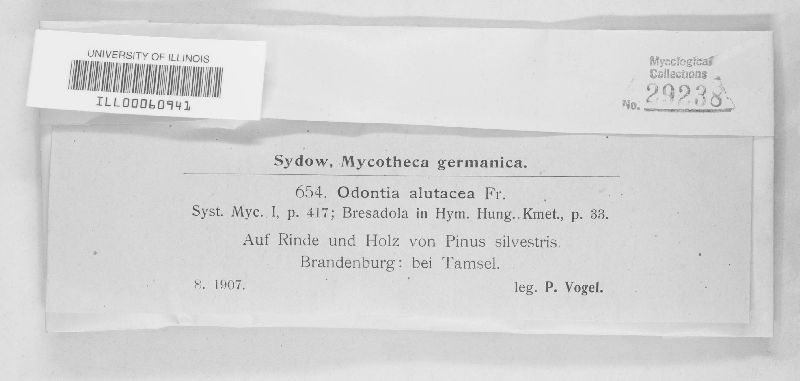 UNIVERSITY OF ILLINOIS
ILL00060941
Mycological
Collections
No. 29238
Sydow, Mycotheca germanica.
654. Odontia alutacea Fr.
Syst. Myc. I, p. 417; Bresadola in Hym. Hung. Kmet., p. 33.
Auf Rinde und Holz von Pinus silvestris.
Brandenburg: bei Tamsel.
8. 1907.
leg. P. Vogel.